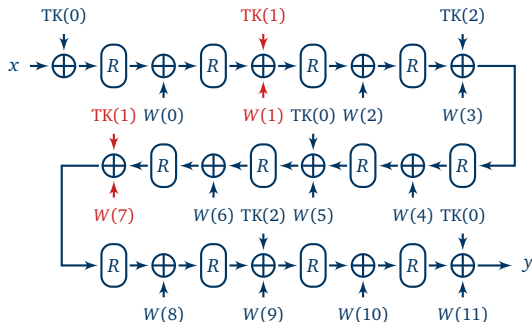 TK(0) TK(1) TK(2)
x R R R R
TK(1) W(0) W(1) TK(0) W(2) W(3)
R R R R
W(7) W(6) TK(2) W(5) W(4) TK(0)
R R R R y
W(8) W(9) W(10) W(11)